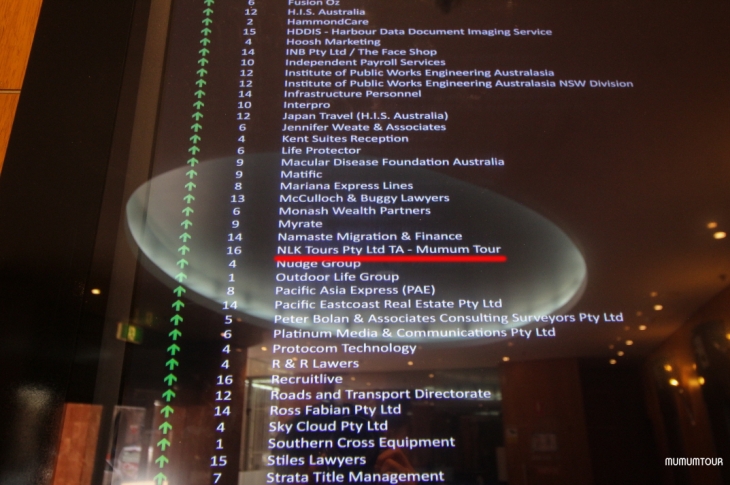 6 Fusion Oz
12 H.I.S. Australia
2 HammondCare
15 HDDIS - Harbour Data Document Imaging Service
4 Hoosh Marketing
14 INB Pty Ltd / The Face Shop
10 Independent Payroll Services
12 Institute of Public Works Engineering Australasia
12 Institute of Public Works Engineering Australasia NSW Division
14 Infrastructure Personnel
10 Interpro
12 Japan Travel (H.I.S. Australia)
6 Jennifer Weate & Associates
4 Kent Suites Reception
6 Life Protector
9 Macular Disease Foundation Australia
9 Matific
8 Mariana Express Lines
13 McCulloch & Buggy Lawyers
6 Monash Wealth Partners
9 Myrate
14 Namaste Migration & Finance
16 NLK Tours Pty Ltd TA - Mumum Tour
4 Nudge Group
1 Outdoor Life Group
8 Pacific Asia Express (PAE)
14 Pacific Eastcoast Real Estate Pty Ltd
5 Peter Bolan & Associates Consulting Surveyors Pty Ltd
6 Platinum Media & Communications Pty Ltd
4 Protocom Technology
4 R & R Lawers
16 Recruitlive
12 Roads and Transport Directorate
14 Ross Fabian Pty Ltd
4 Sky Cloud Pty Ltd
1 Southern Cross Equipment
15 Stiles Lawyers
7 Strata Title Management
MUMUMTOUR